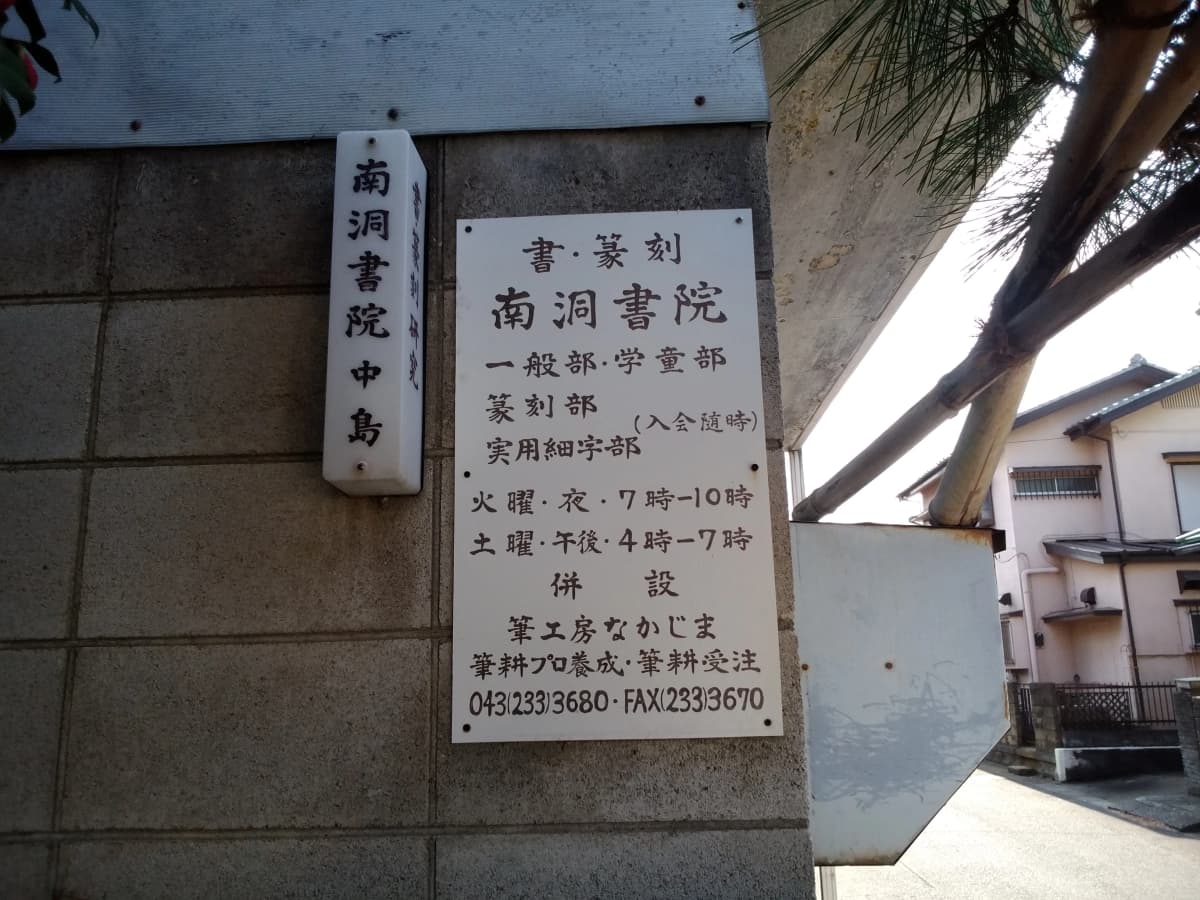 南洞書院 中島
書篆刻研究
書・篆刻
南洞書院
一般部・学童部
篆刻部
(入会随時)
実用細字部
火曜・夜・7時ー10時
土曜・午後・4時ー7時
併設
筆工房なかじま
筆耕プロ養成・筆耕受注
043(233)3680・FAX(233)3670